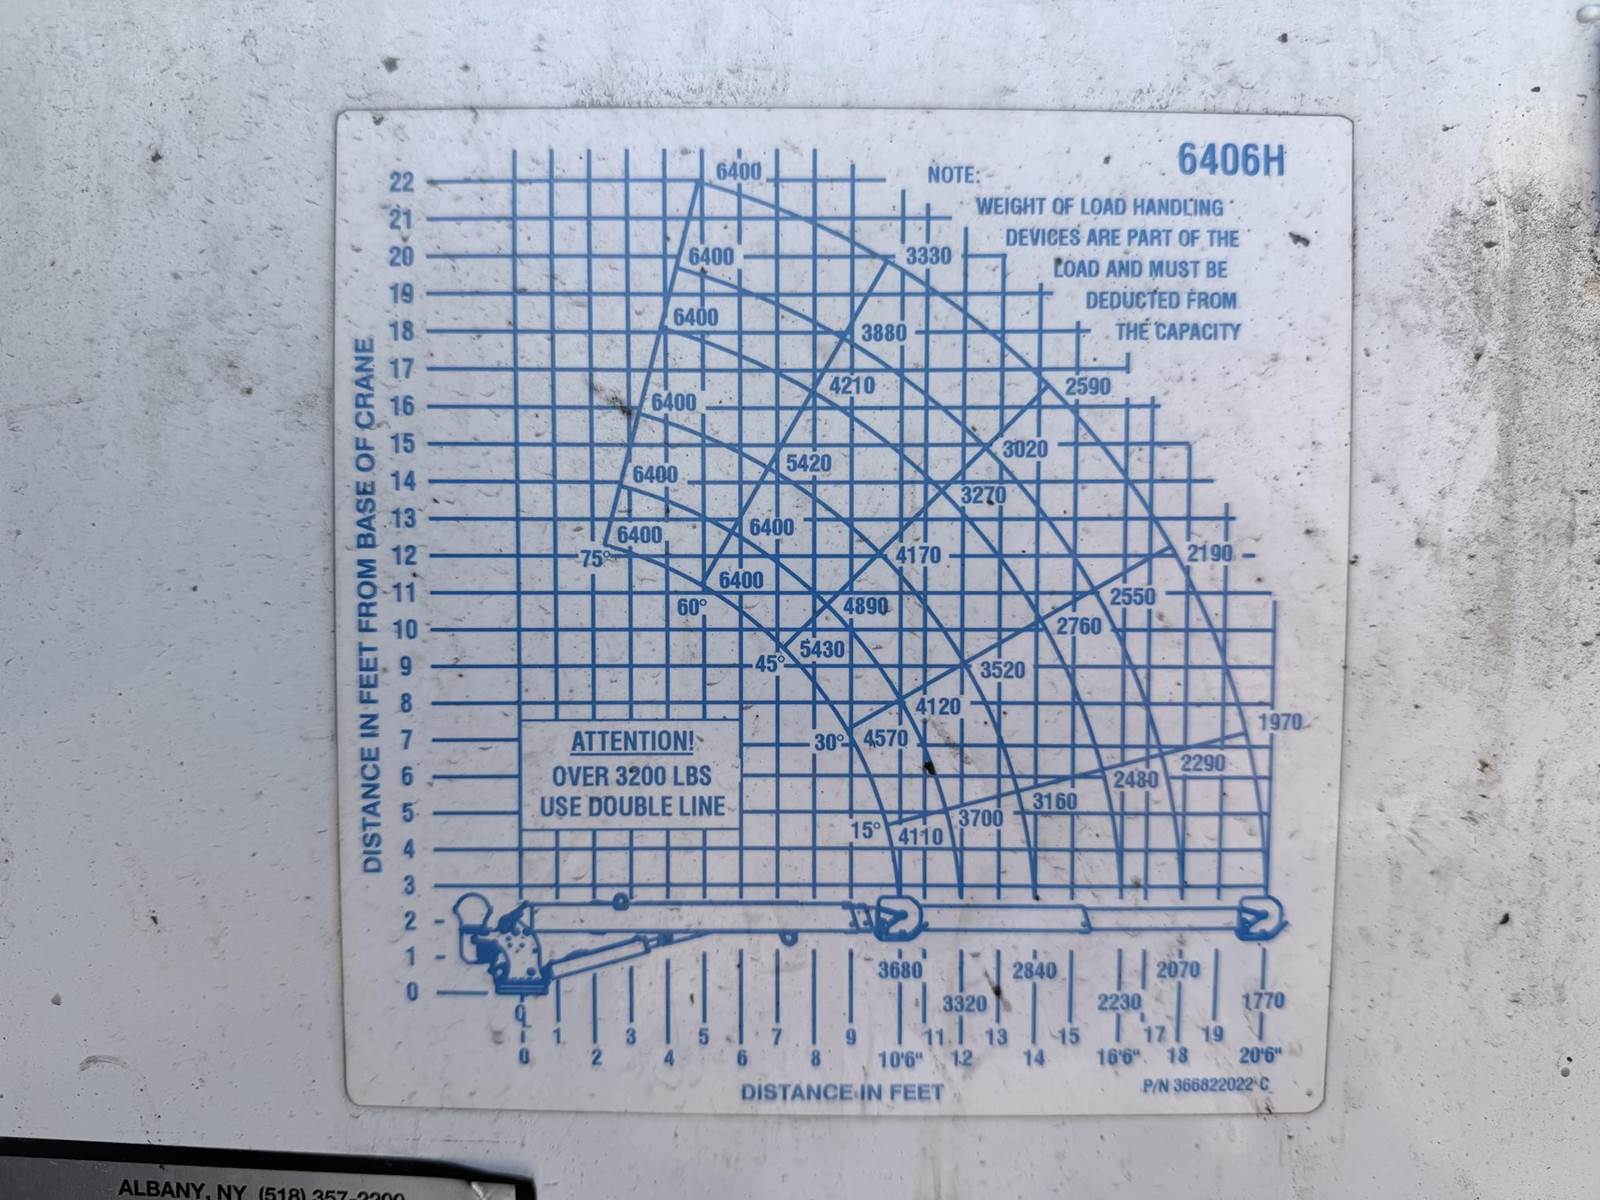 6406H
NOTE:
WEIGHT OF LOAD HANDLING
DEVICES ARE PART OF THE
LOAD AND MUST BE
DEDUCTED FROM
THE CAPACITY
DISTANCE IN FEET FROM BASE OF CRANE
22
21
20
19
18
17
16
15
14
13
12
11
10
9
8
7
6
5
4
3
2
1
0
6400
6400 3330
6400 3880
4210 2590
6400
5420 3020
6400 3270
6400 6400
75° 4170 2190
6400 2550
60° 4890 2760
5430
45° 3520
4120
30° 4570 1970
2290
2480
3160
15° 4110 3700
ATTENTION!
OVER 3200 LBS
USE DOUBLE LINE
3680 2840 2070
3320 2230 1770
0 1 3 5 7 9 11 13 15 17 19
0 2 4 6 8 10'6" 12 14 16'6" 18 20'6"
DISTANCE IN FEET
P/N 366822022 C
ALBANY, NY (518) 357-2200